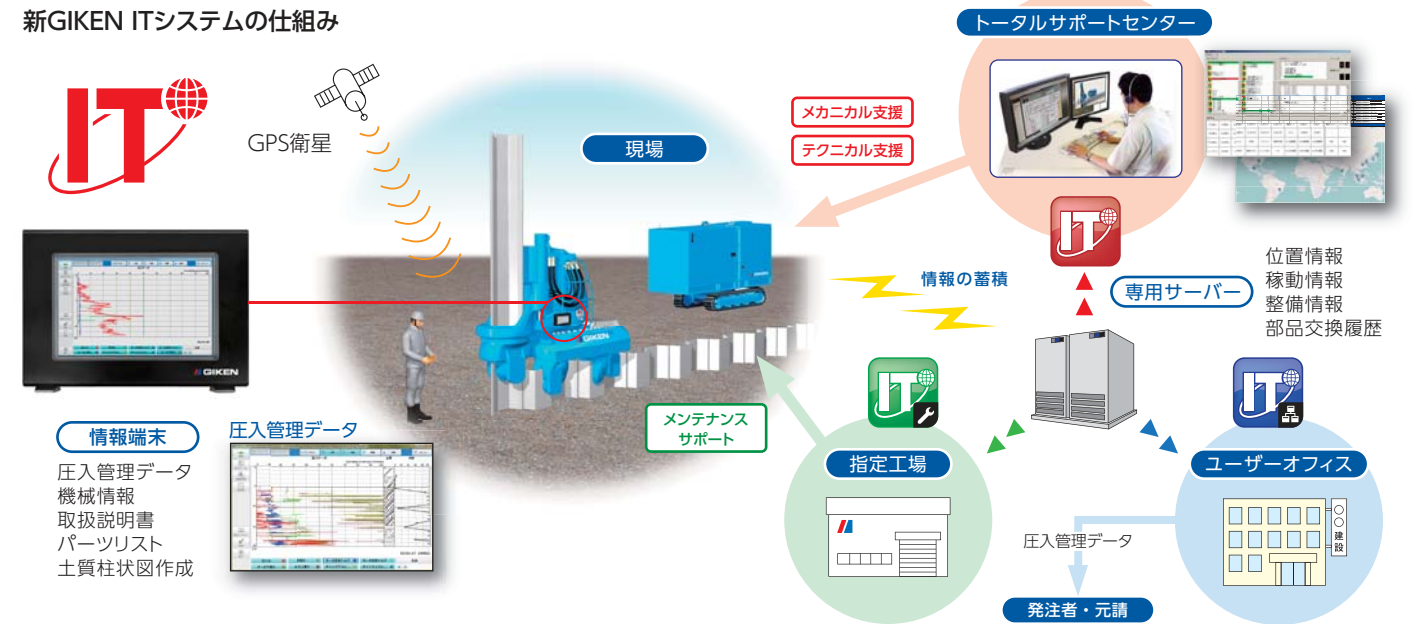 新GIKEN ITシステムの仕組み
トータルサポートセンター
IT
GPS衛星
現場
メカニカル支援
テクニカル支援
IT
位置情報
稼動情報
整備情報
部品交換履歴
情報の蓄積
専用サーバー
GIKEN
GIKEN
IT
IT
メンテナンス
サポート
情報端末
圧入管理データ
圧入管理データ
機械情報
取扱説明書
パーツリスト
土質柱状図作成
指定工場
ユーザーオフィス
○○建設
圧入管理データ
発注者・元請